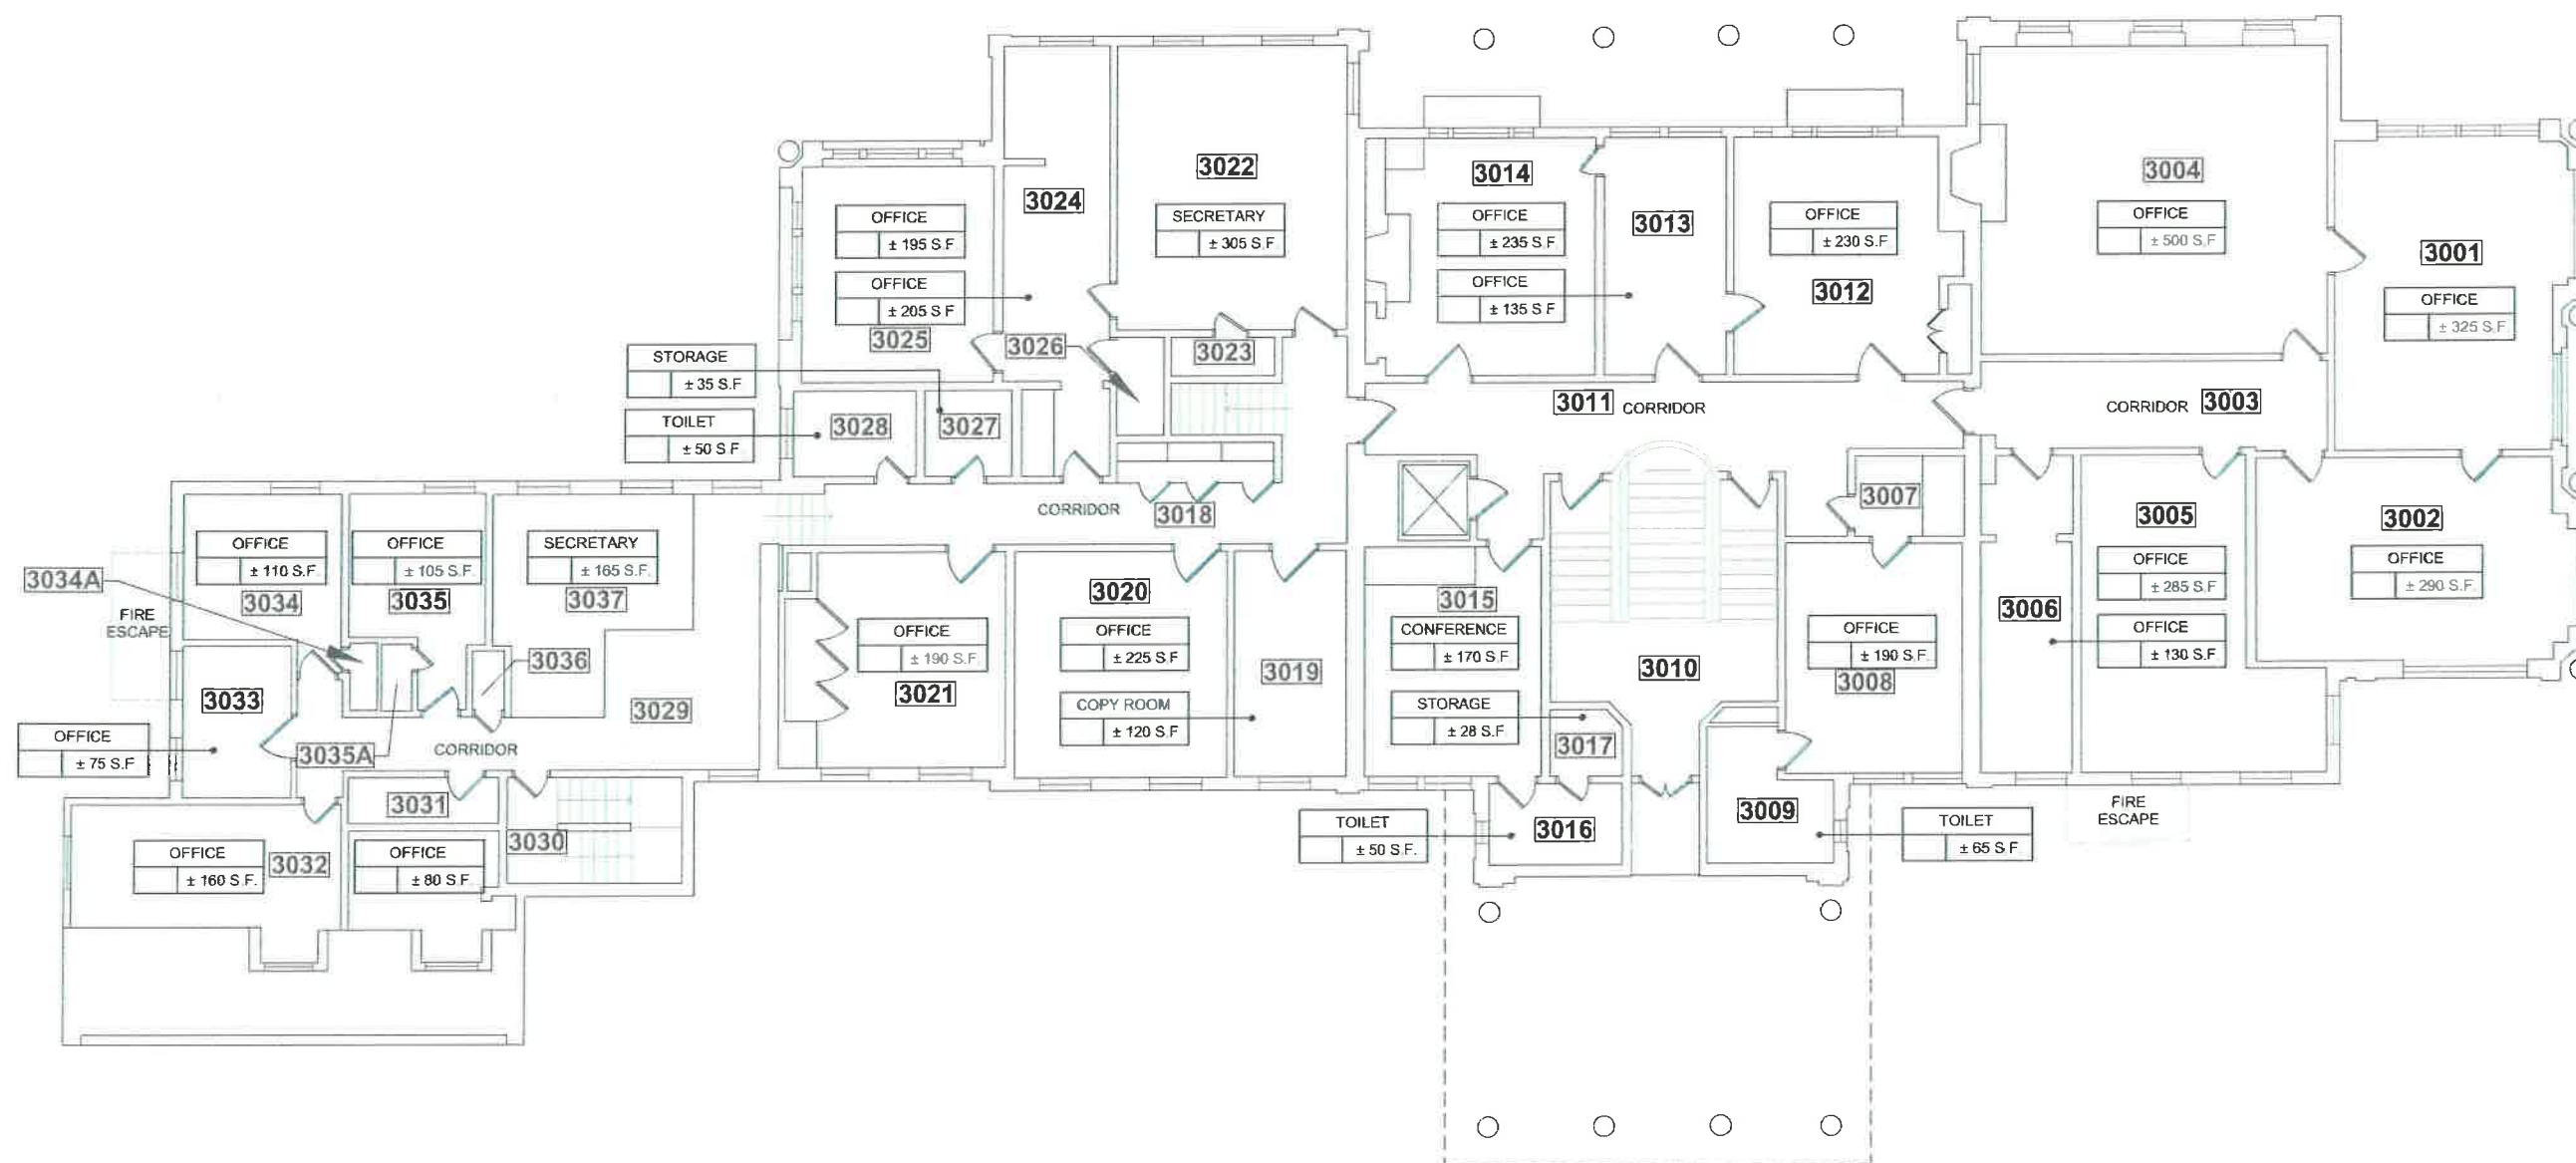 3022
SECRETARY
± 305 S.F
3024
OFFICE
± 195 S.F
OFFICE
± 205 S.F
3025
3026
3023
STORAGE
± 35 S.F
TOILET
± 50 S.F
3028
3027
3014
OFFICE
± 235 S.F
OFFICE
± 135 S.F
3013
OFFICE
± 230 S.F
3012
3004
OFFICE
± 500 S.F
3001
OFFICE
± 325 S.F.
3011 CORRIDOR
CORRIDOR 3003
CORRIDOR
3018
3007
3005
OFFICE
± 285 S.F
OFFICE
± 130 S.F
3006
3002
OFFICE
± 290 S.F.
OFFICE
± 110 S.F.
3034
OFFICE
± 105 S.F.
3035
SECRETARY
± 165 S.F.
3037
3034A
FIRE
ESCAPE
3036
3033
OFFICE
± 75 S.F
3035A
CORRIDOR
3029
OFFICE
± 190 S.F.
3021
3020
OFFICE
± 225 S.F
COPY ROOM
± 120 S.F
3019
3015
CONFERENCE
± 170 S.F
STORAGE
± 28 S.F
3017
3010
OFFICE
± 190 S.F.
3008
3031
3030
OFFICE
± 160 S.F.
3032
OFFICE
± 80 S.F
TOILET
± 50 S.F.
3016
3009
TOILET
± 65 S.F.
FIRE
ESCAPE